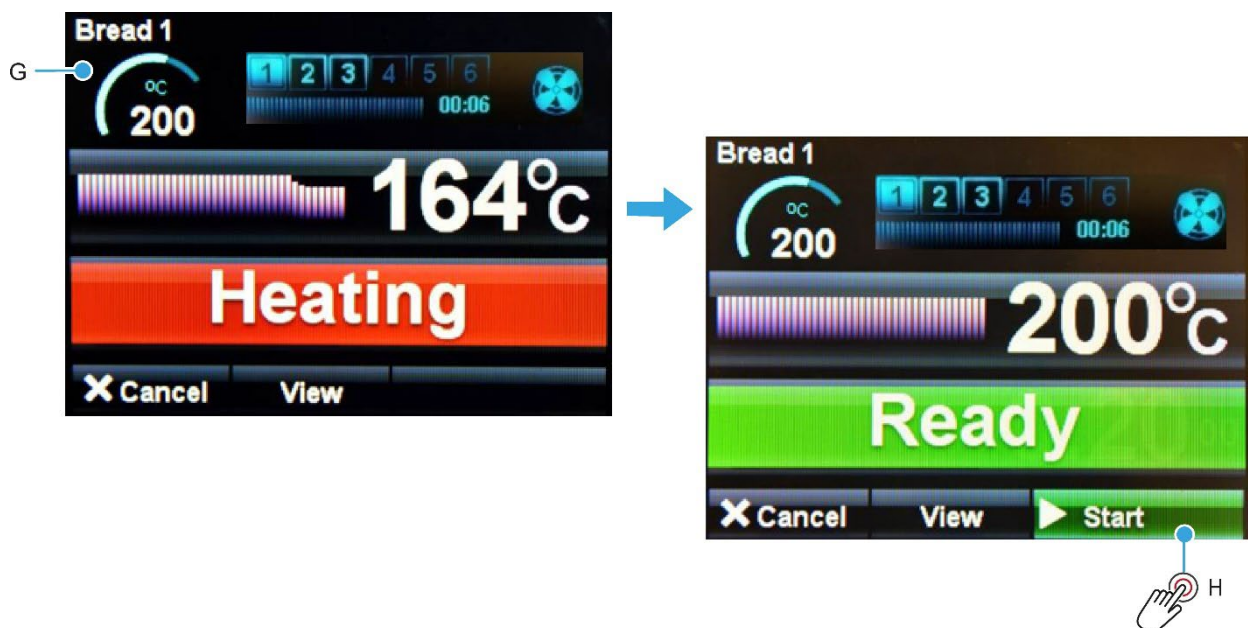 Bread 1
G
°C
200
1 2 3 4 5 6
00:06
164°C
Heating
✕ Cancel View
Bread 1
°C
200
1 2 3 4 5 6
00:06
200°C
Ready
✕ Cancel View ▶ Start
H